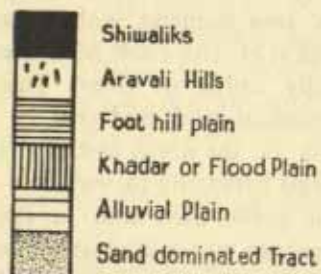 Shiwaliks
Aravali Hills
Foot hill plain
Khadar or Flood Plain
Alluvial Plain
Sand dominated Tract